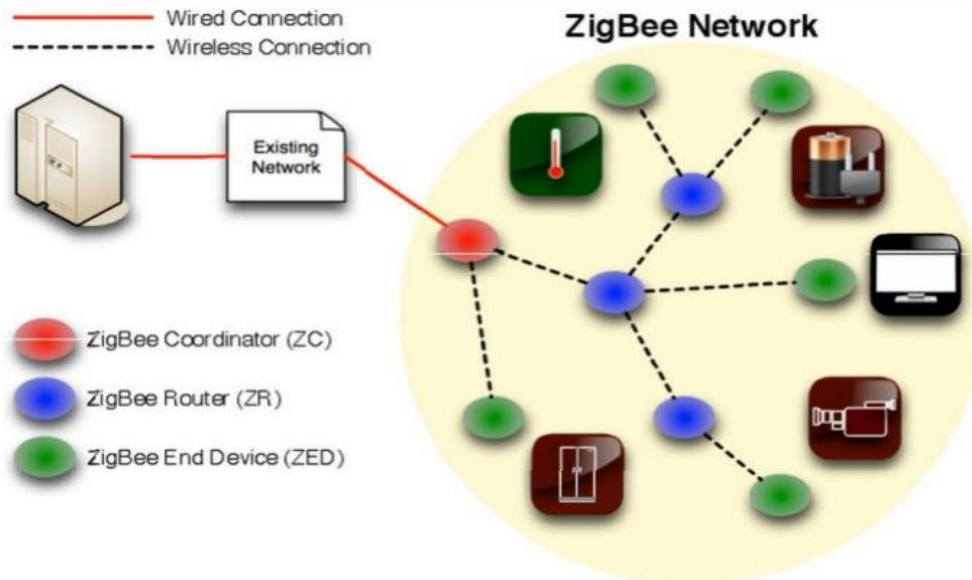 Wired Connection
Wireless Connection
ZigBee Network
Existing
Network
ZigBee Coordinator (ZC)
ZigBee Router (ZR)
ZigBee End Device (ZED)